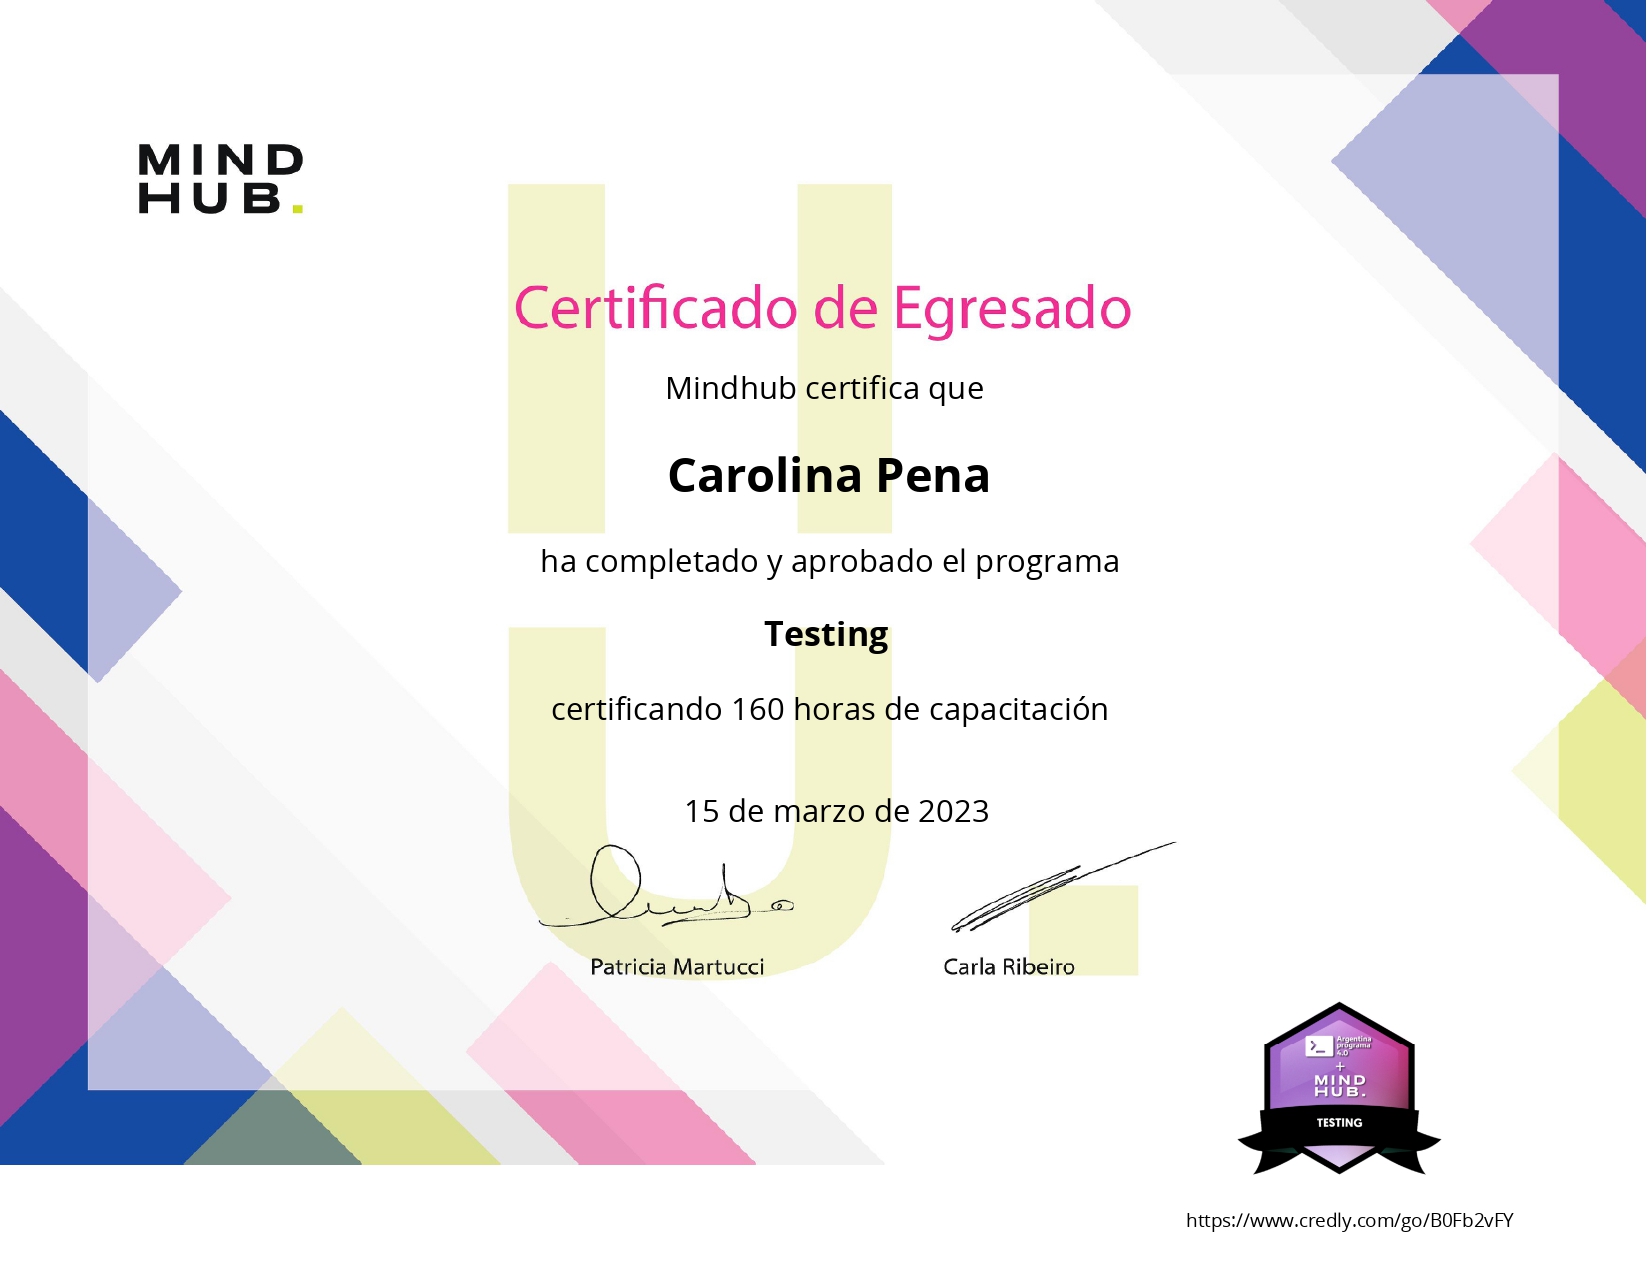 MIND
HUB.
Certificado de Egresado
Mindhub certifica que
Carolina Pena
ha completado y aprobado el programa
Testing
certificando 160 horas de capacitación
15 de marzo de 2023
Patricia Martucci
Carla Ribeiro
Argentina
programa
4.0
+
MIND
HUB.
TESTING
https://www.credly.com/go/B0Fb2vFY